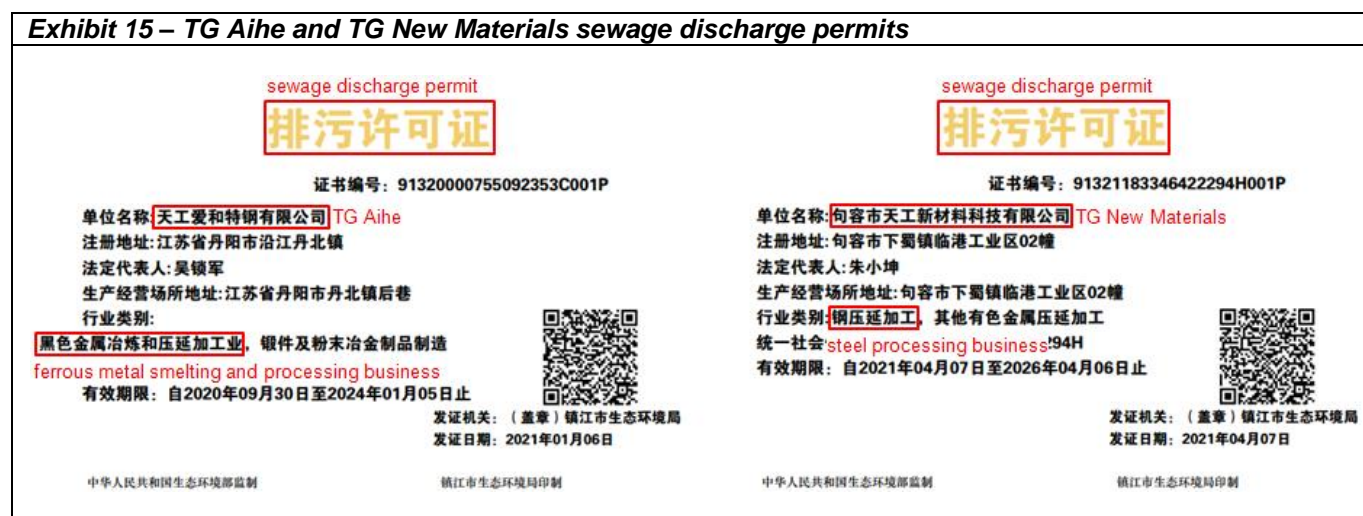 Exhibit 15 – TG Aihe and TG New Materials sewage discharge permits
sewage discharge permit
排污许可证
证书编号：91320000755092353C001P
单位名称:天工爱和特钢有限公司 TG Aihe
注册地址:江苏省丹阳市沿江丹北镇
法定代表人:吴锁军
生产经营场所地址:江苏省丹阳市丹北镇后巷
行业类别:
黑色金属冶炼和压延加工业，锻件及粉末冶金制品制造
ferrous metal smelting and processing business
有效期限：自2020年09月30日至2024年01月05日止
发证机关：（盖章）镇江市生态环境局
发证日期：2021年01月06日
中华人民共和国生态环境部监制
镇江市生态环境局印制
sewage discharge permit
排污许可证
证书编号：91321183346422294H001P
单位名称:句容市天工新材料科技有限公司 TG New Materials
注册地址:句容市下蜀镇临港工业区02幢
法定代表人:朱小坤
生产经营场所地址:句容市下蜀镇临港工业区02幢
行业类别:钢压延加工，其他有色金属压延加工
统一社会 steel processing business 294H
有效期限：自2021年04月07日至2026年04月06日止
发证机关：（盖章）镇江市生态环境局
发证日期：2021年04月07日
中华人民共和国生态环境部监制
镇江市生态环境局印制